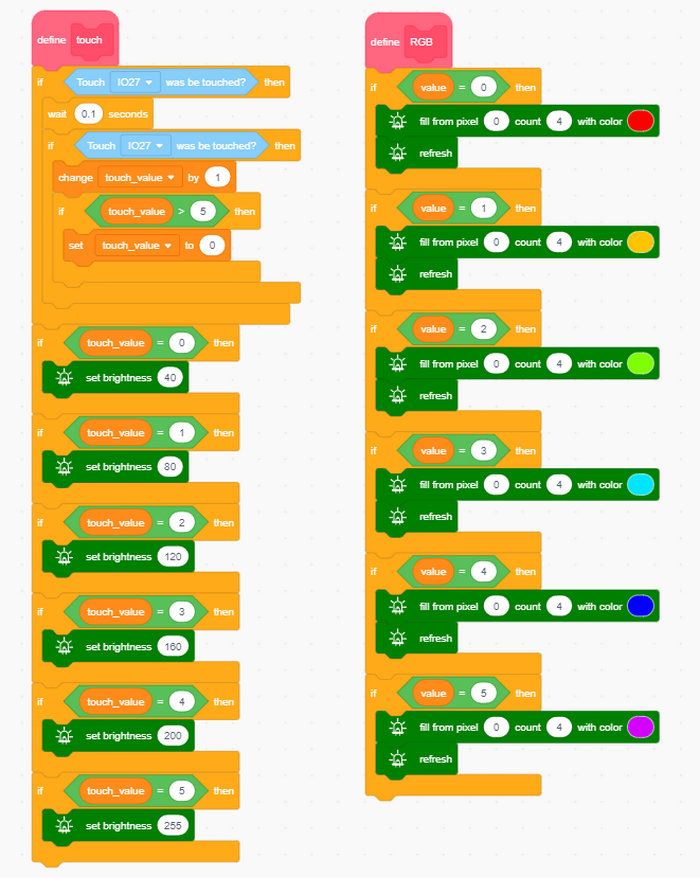 define touch
if Touch IO27 was be touched? then
wait 0.1 seconds
if Touch IO27 was be touched? then
change touch_value by 1
if touch_value > 5 then
set touch_value to 0
if touch_value = 0 then
set brightness 40
if touch_value = 1 then
set brightness 80
if touch_value = 2 then
set brightness 120
if touch_value = 3 then
set brightness 160
if touch_value = 4 then
set brightness 200
if touch_value = 5 then
set brightness 255
define RGB
if value = 0 then
fill from pixel 0 count 4 with color
refresh
if value = 1 then
fill from pixel 0 count 4 with color
refresh
if value = 2 then
fill from pixel 0 count 4 with color
refresh
if value = 3 then
fill from pixel 0 count 4 with color
refresh
if value = 4 then
fill from pixel 0 count 4 with color
refresh
if value = 5 then
fill from pixel 0 count 4 with color
refresh